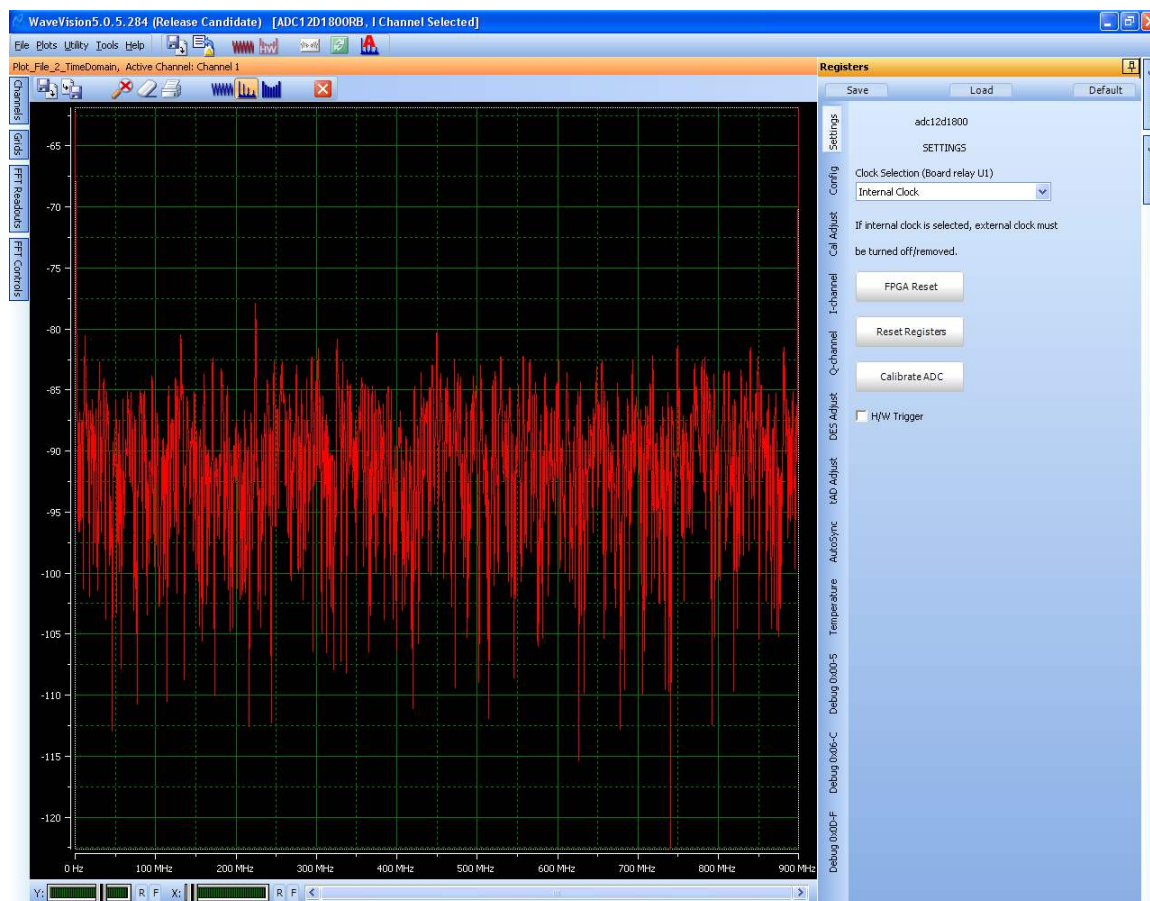 WaveVision5.0.5.284 (Release Candidate) [ADC12D1800RB, I Channel Selected]
File Plots Utility Tools Help
Plot_File_2_TimeDomain, Active Channel: Channel 1
Channels
Grids
FFT Readouts
FFT Controls
-65
-70
-75
-80
-85
-90
-95
-100
-105
-110
-115
-120
0 Hz 100 MHz 200 MHz 300 MHz 400 MHz 500 MHz 600 MHz 700 MHz 800 MHz 900 MHz
Y: R F X: R F
Registers
Save Load Default
Settings
Config
Cal Adjust
I-channel
Q-channel
DES Adjust
tAD Adjust
AutoSync
Temperature
Debug 0x00-5
Debug 0x06-C
Debug 0x0D-F
adc12d1800
SETTINGS
Clock Selection (Board relay U1)
Internal Clock
If internal clock is selected, external clock must
be turned off/removed.
FPGA Reset
Reset Registers
Calibrate ADC
H/W Trigger